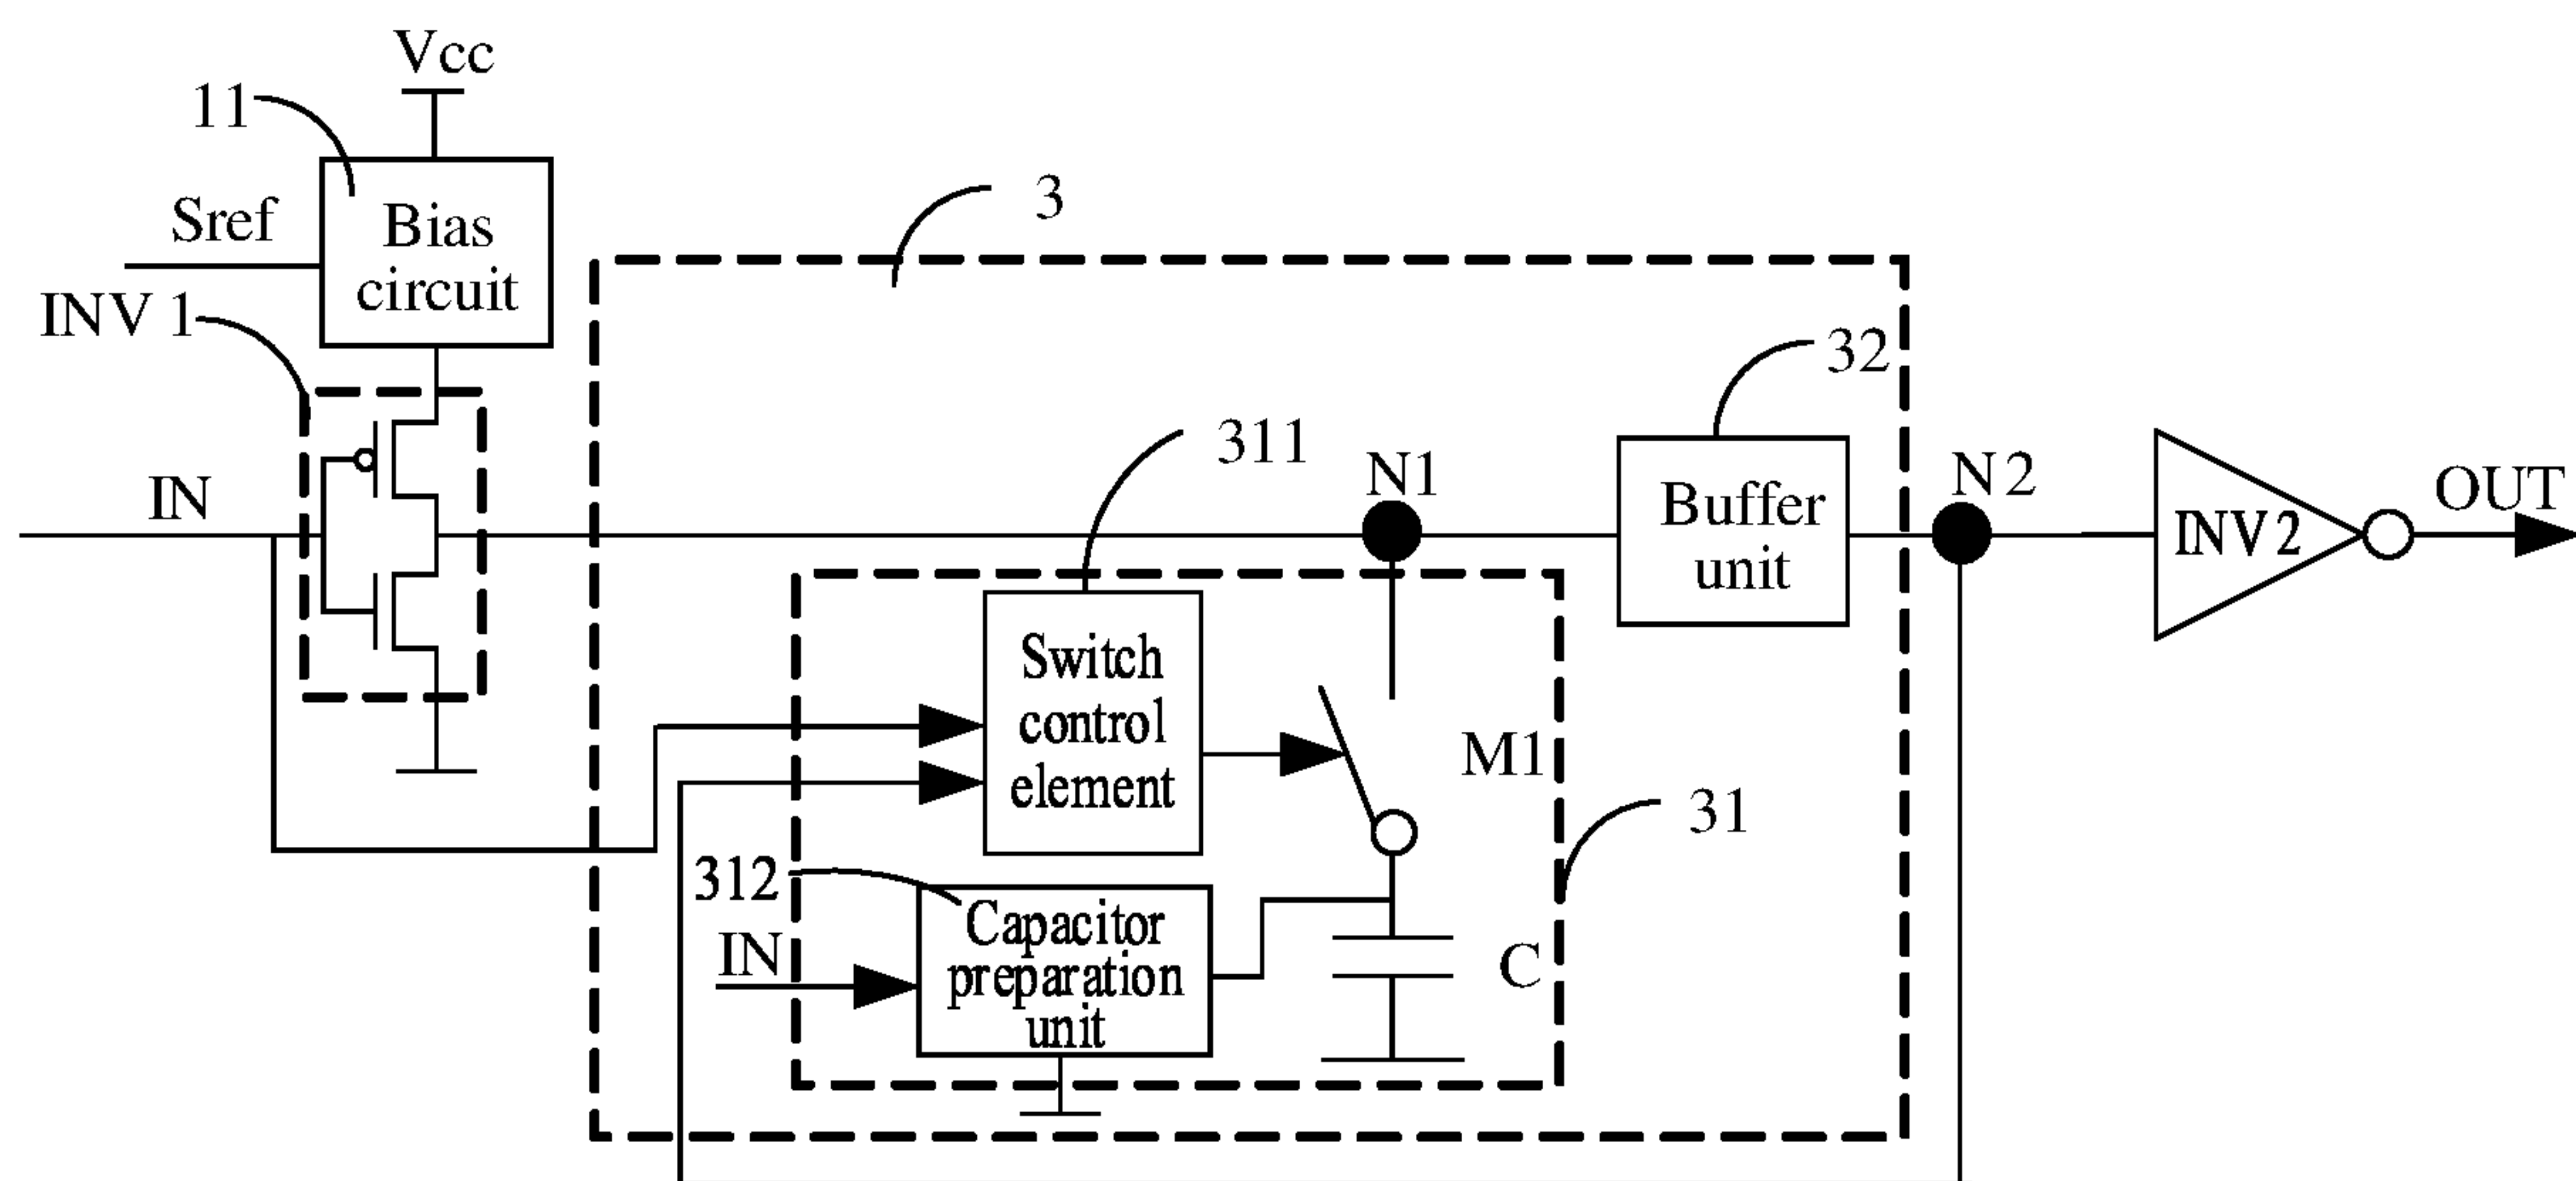 Vcc
11
Sref
Bias
circuit
INV 1
3
32
311
IN
N1
Buffer
unit
N2
INV2
OUT
Switch
control
element
M1
31
312
Capacitor
preparation
unit
IN
C